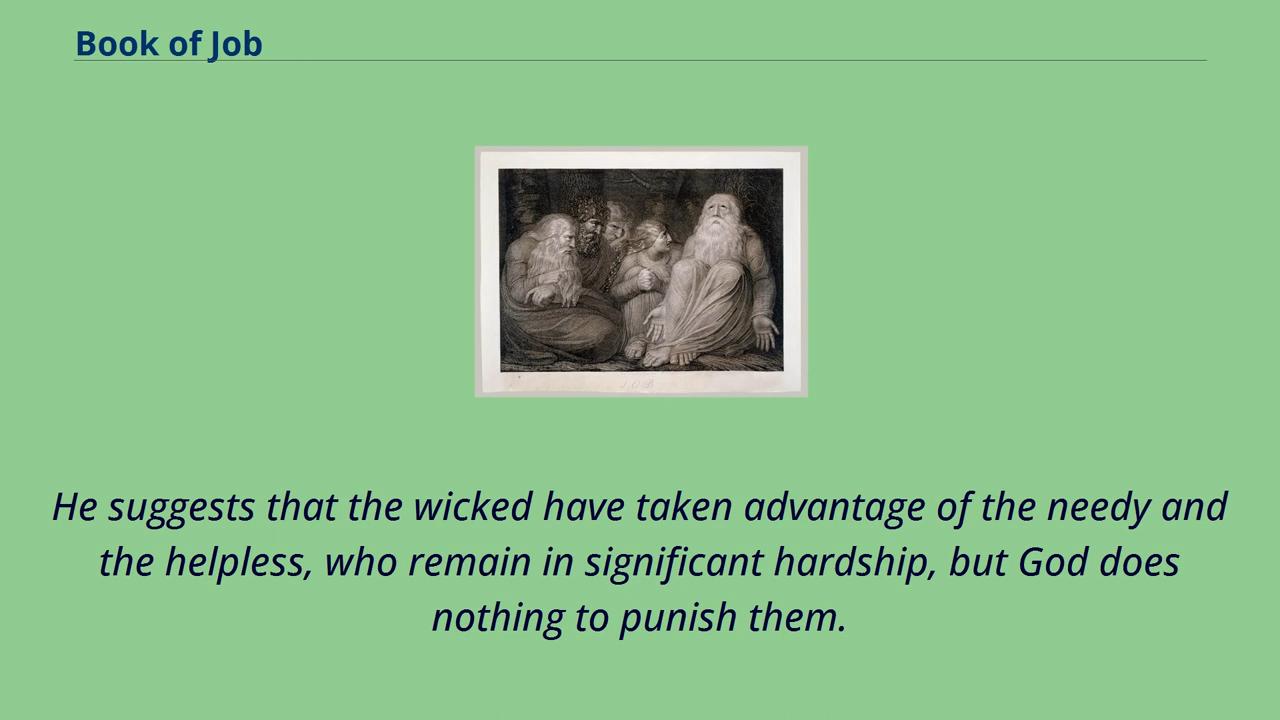 Book of Job
JOB
He suggests that the wicked have taken advantage of the needy and
the helpless, who remain in significant hardship, but God does
nothing to punish them.